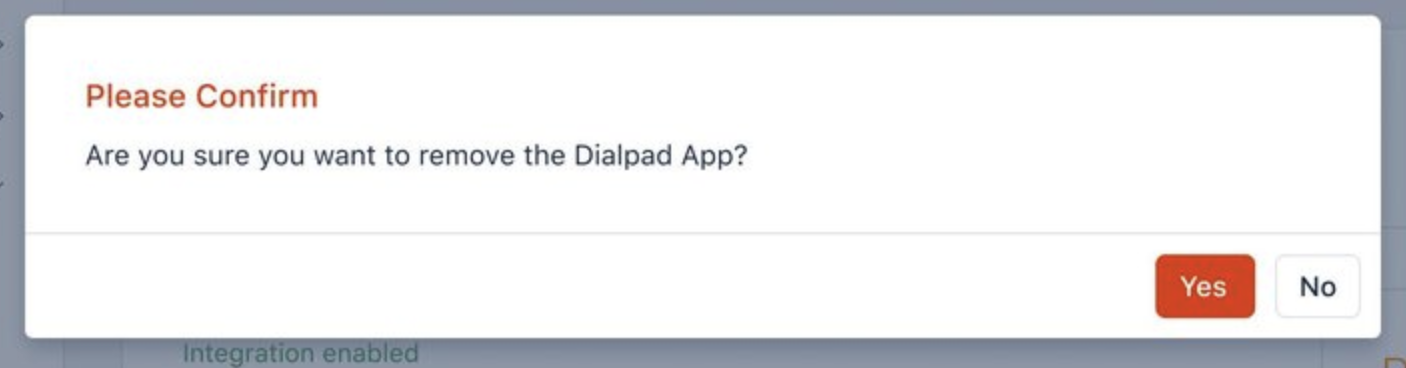 Please Confirm
Are you sure you want to remove the Dialpad App?
Yes
No
Integration enabled